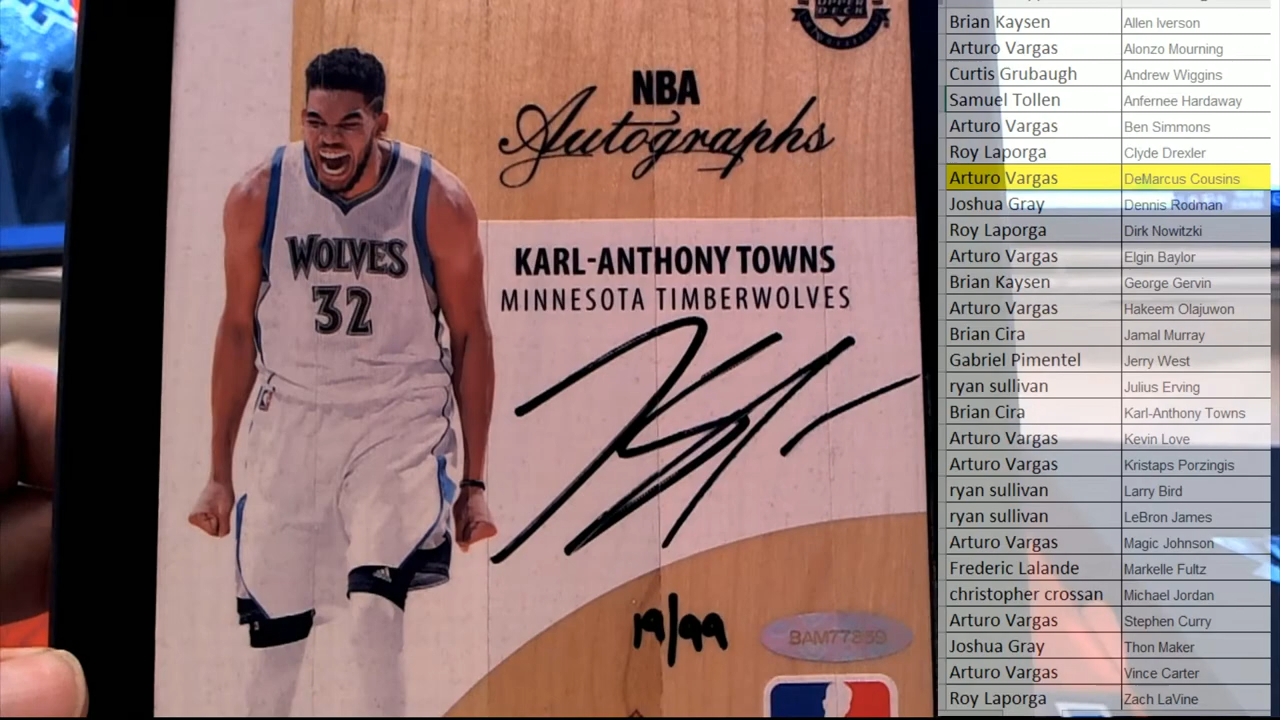 UPPER DECK
NBA
Autographs
KARL-ANTHONY TOWNS
MINNESOTA TIMBERWOLVES
WOLVES
32
19/99
BAM77859
Brian Kaysen Allen Iverson
Arturo Vargas Alonzo Mourning
Curtis Grubaugh Andrew Wiggins
Samuel Tollen Anfernee Hardaway
Arturo Vargas Ben Simmons
Roy Laporga Clyde Drexler
Arturo Vargas DeMarcus Cousins
Joshua Gray Dennis Rodman
Roy Laporga Dirk Nowitzki
Arturo Vargas Elgin Baylor
Brian Kaysen George Gervin
Arturo Vargas Hakeem Olajuwon
Brian Cira Jamal Murray
Gabriel Pimentel Jerry West
ryan sullivan Julius Erving
Brian Cira Karl-Anthony Towns
Arturo Vargas Kevin Love
Arturo Vargas Kristaps Porzingis
ryan sullivan Larry Bird
ryan sullivan LeBron James
Arturo Vargas Magic Johnson
Frederic Lalande Markelle Fultz
christopher crossan Michael Jordan
Arturo Vargas Stephen Curry
Joshua Gray Thon Maker
Arturo Vargas Vince Carter
Roy Laporga Zach LaVine